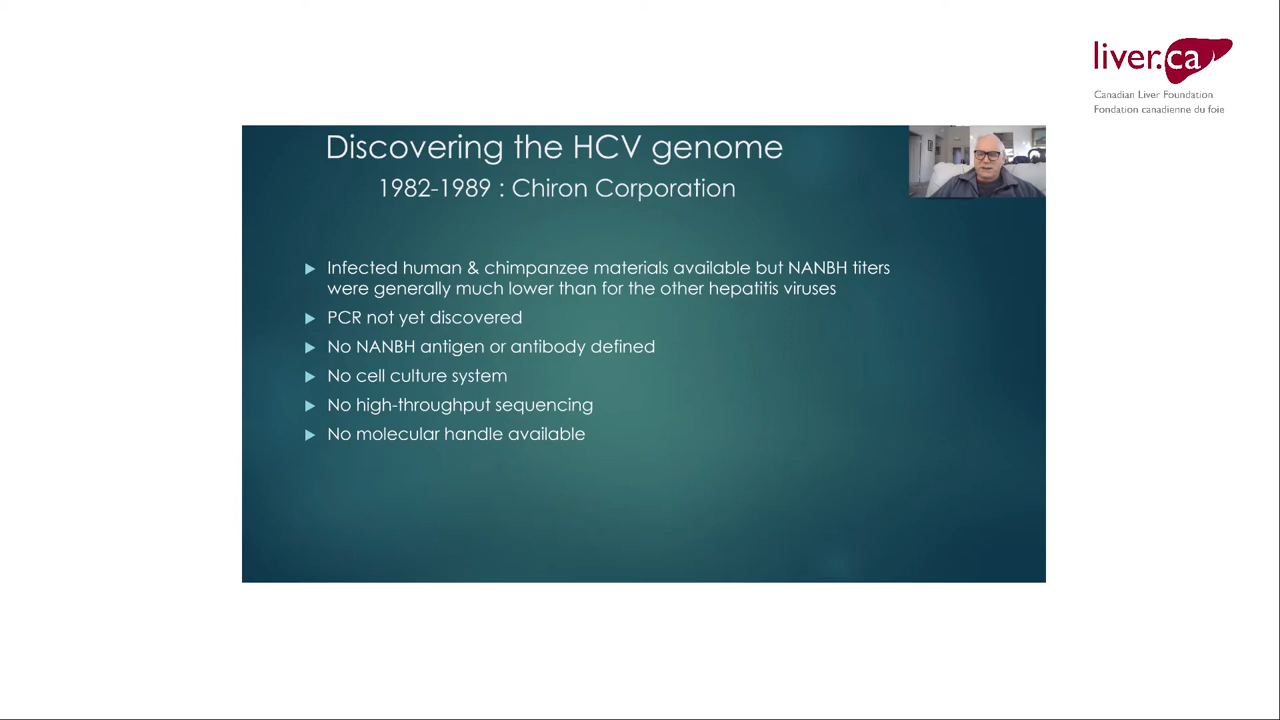 liver.ca
Canadian Liver Foundation
Fondation canadienne du foie
Discovering the HCV genome
1982-1989 : Chiron Corporation
Infected human & chimpanzee materials available but NANBH titers
were generally much lower than for the other hepatitis viruses
PCR not yet discovered
No NANBH antigen or antibody defined
No cell culture system
No high-throughput sequencing
No molecular handle available